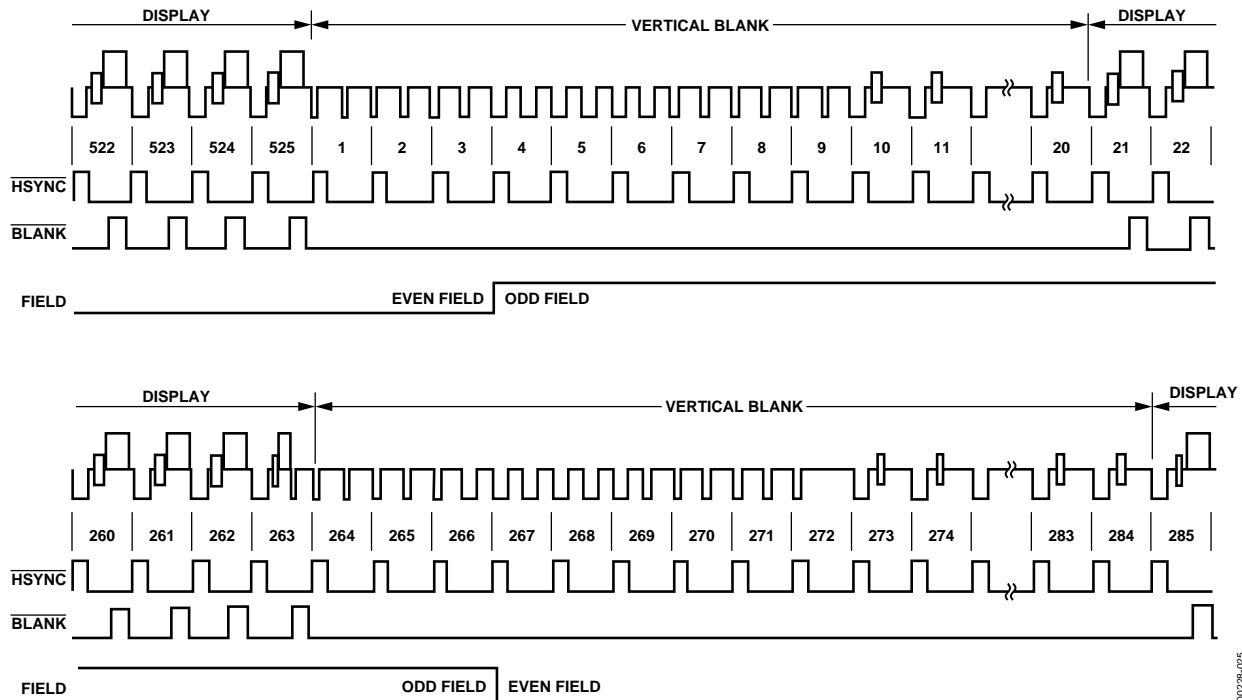 DISPLAY VERTICAL BLANK DISPLAY
522 523 524 525 1 2 3 4 5 6 7 8 9 10 11 20 21 22
HSYNC
BLANK
FIELD EVEN FIELD ODD FIELD
DISPLAY VERTICAL BLANK DISPLAY
260 261 262 263 264 265 266 267 268 269 270 271 272 273 274 283 284 285
HSYNC
BLANK
FIELD ODD FIELD EVEN FIELD
00228-025